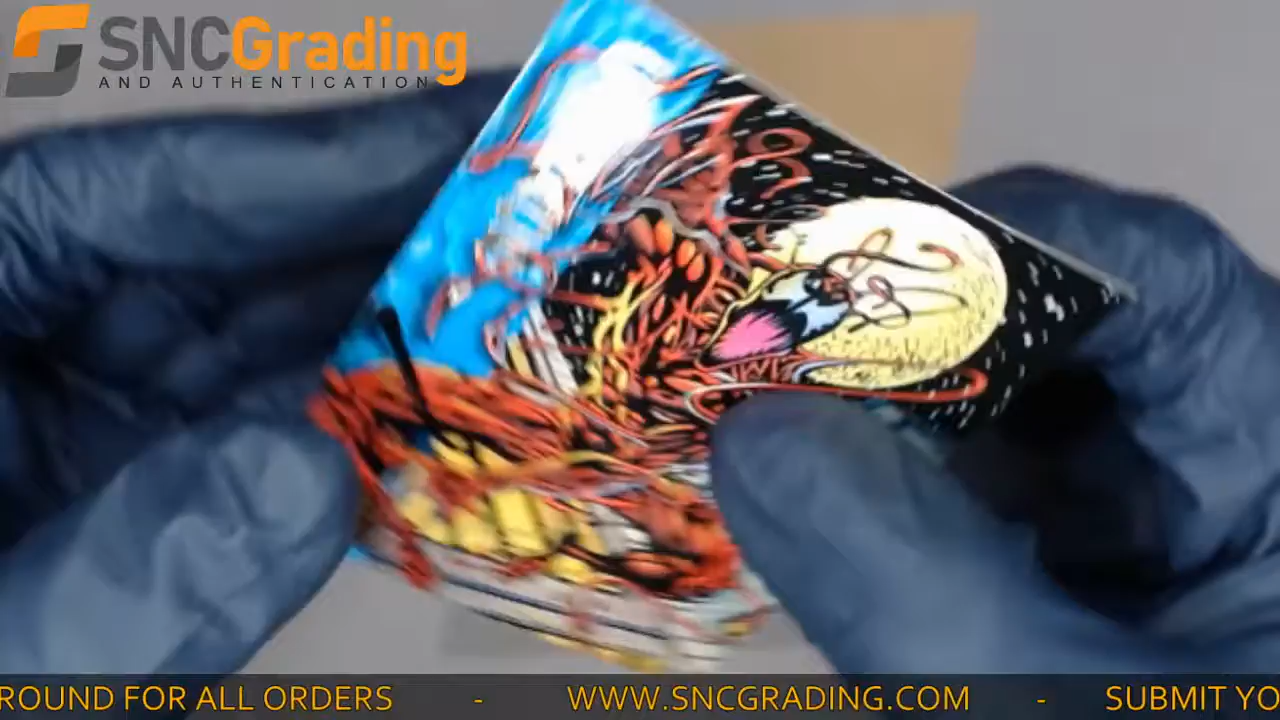 SNCGrading
AND AUTHENTICATION
ROUND FOR ALL ORDERS - WWW.SNCGRADING.COM - SUBMIT YO